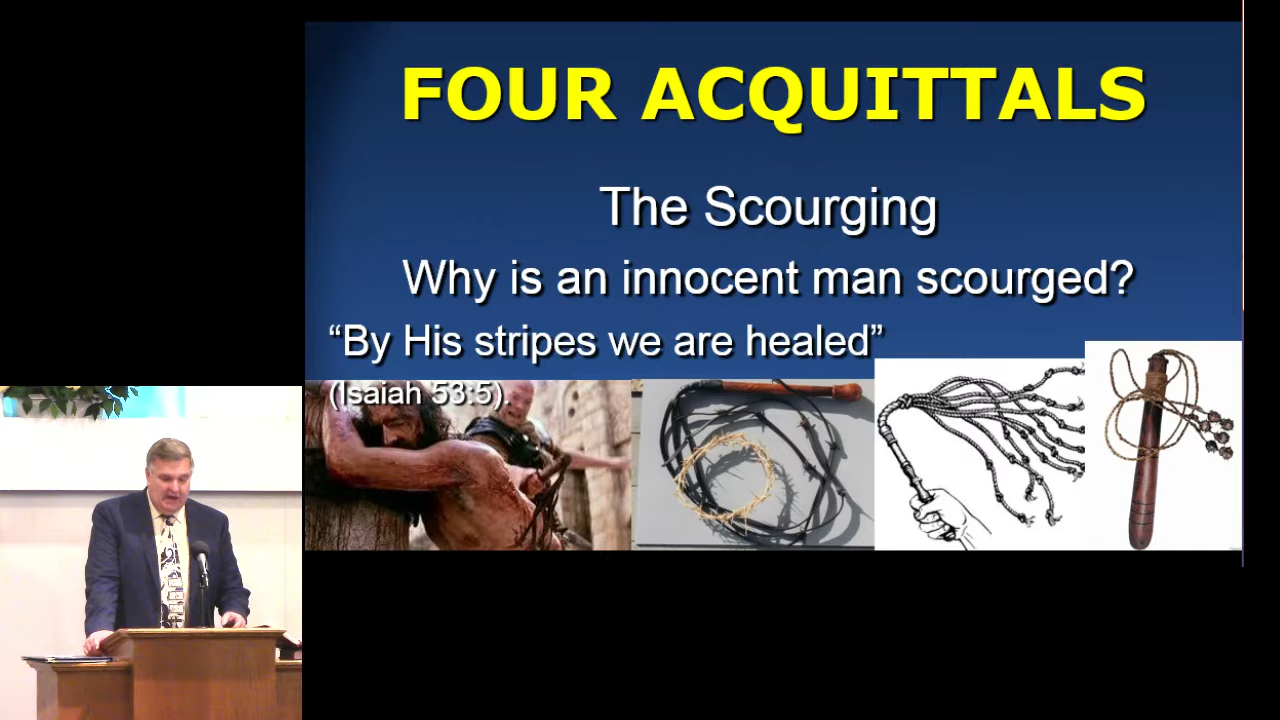 FOUR ACQUITTALS
The Scourging
Why is an innocent man scourged?
“By His stripes we are healed”
(Isaiah 53:5).